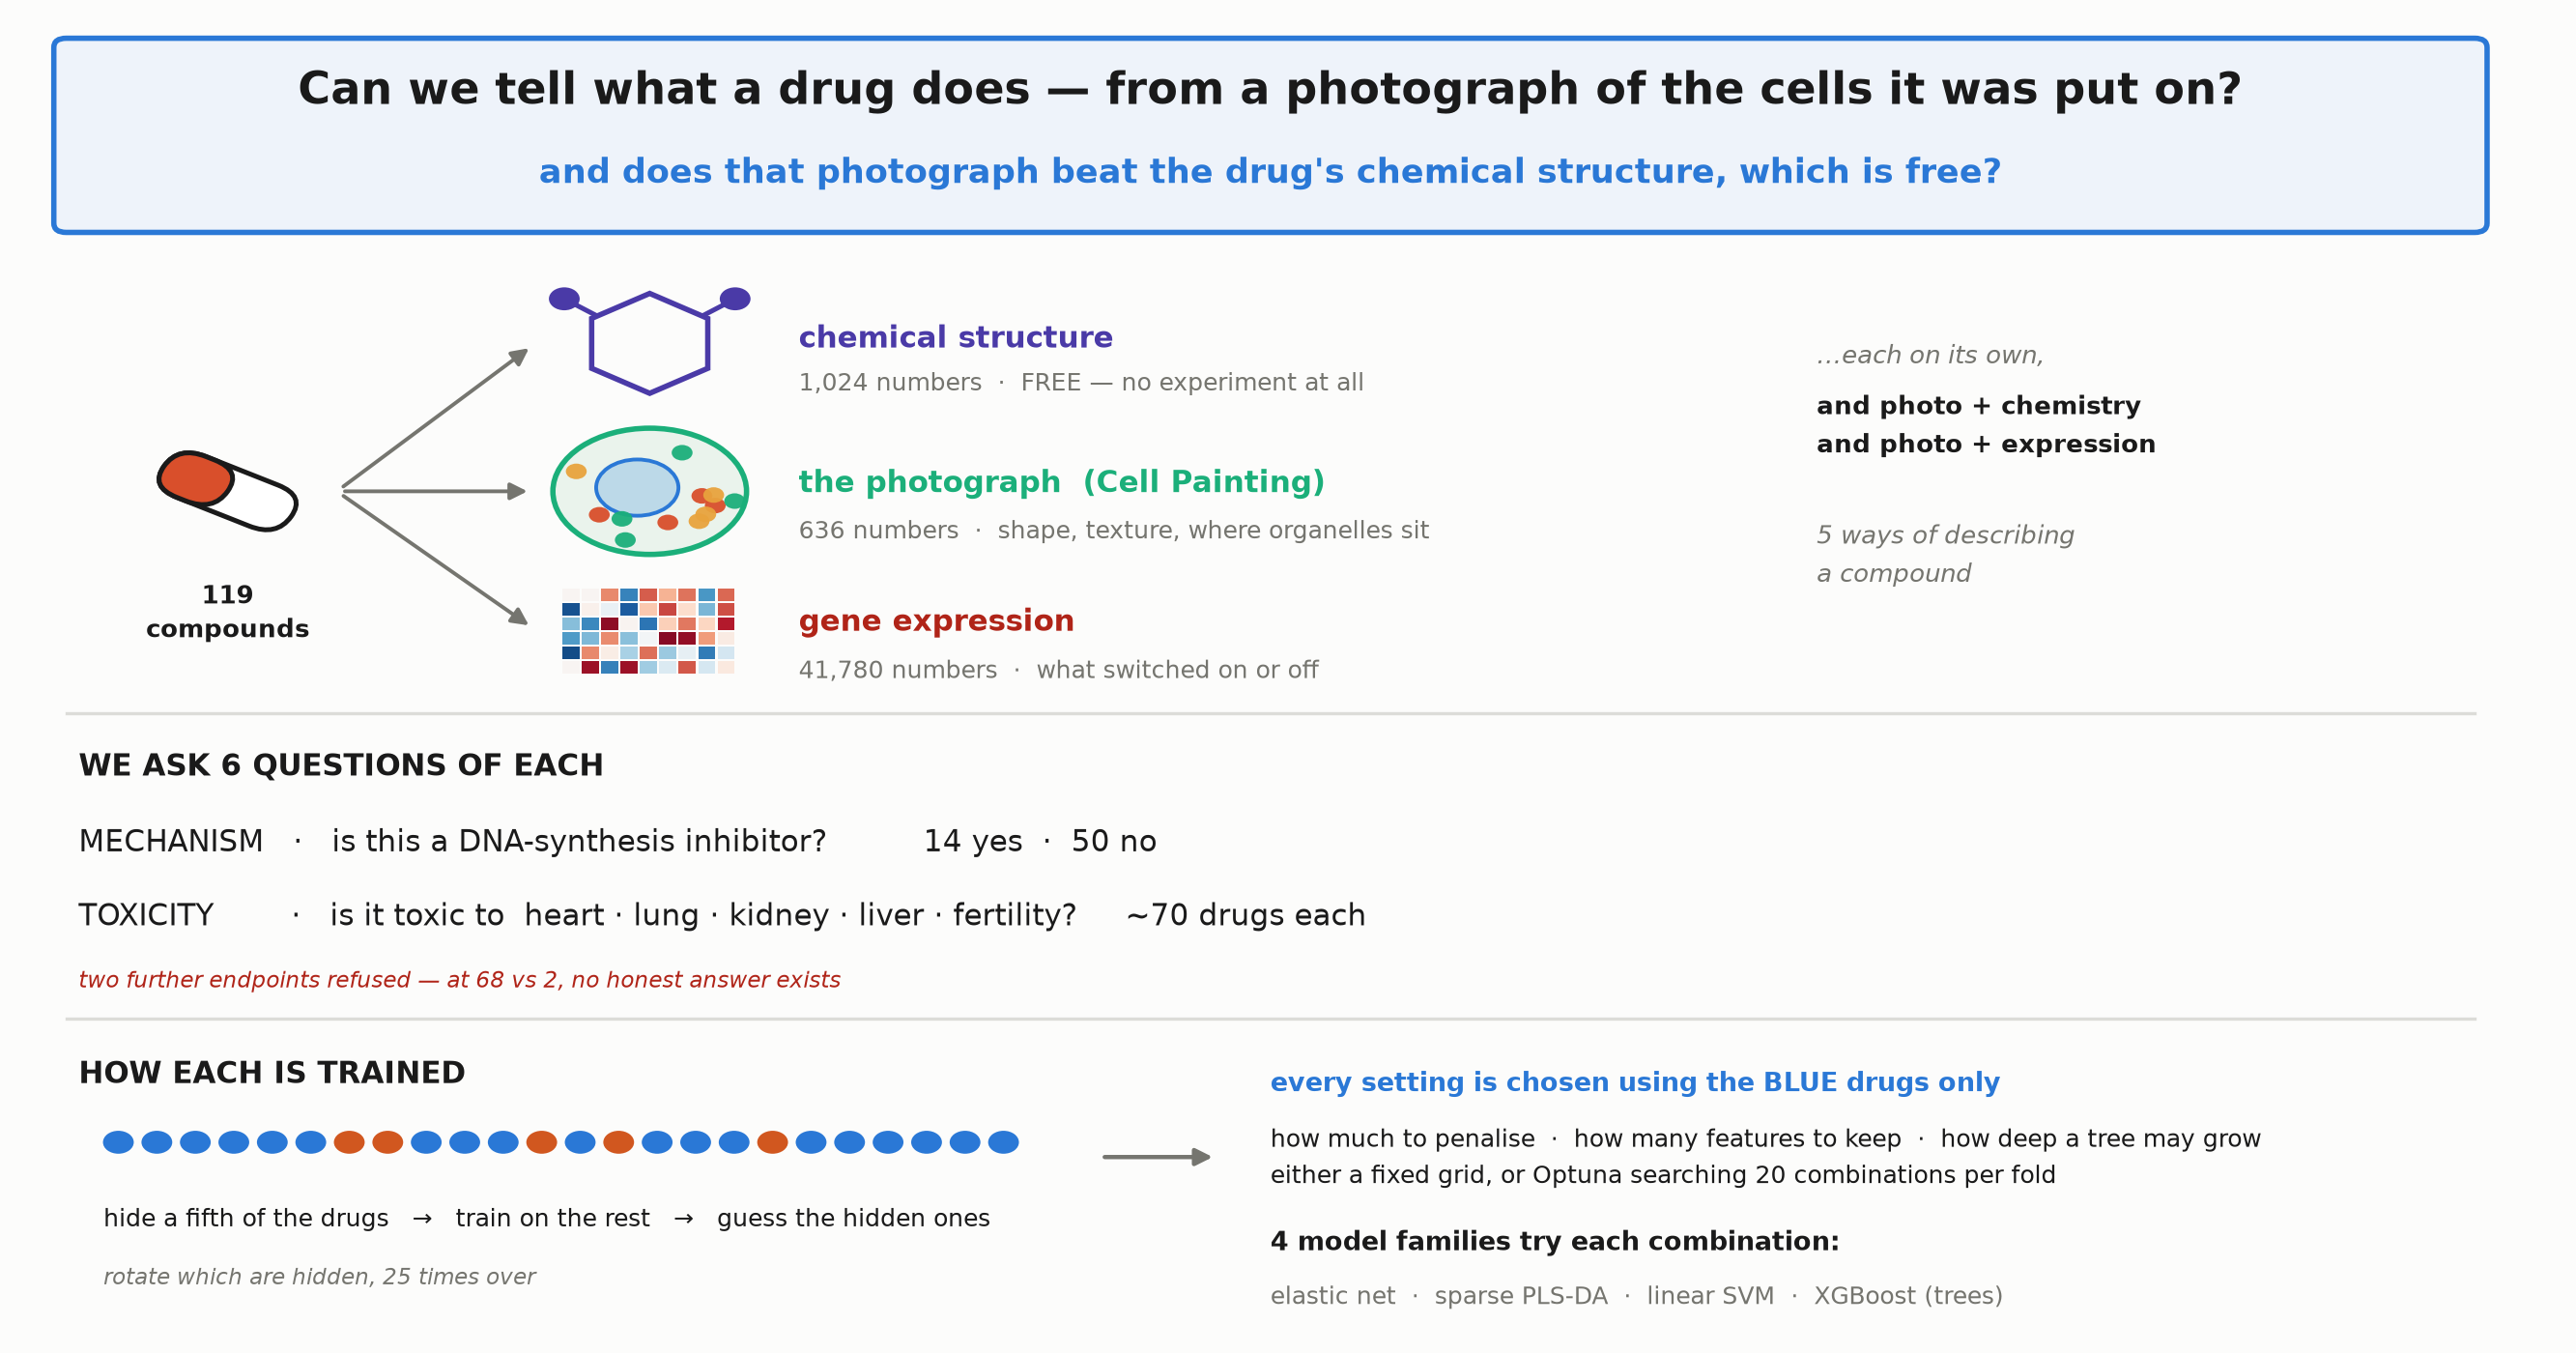 Can we tell what a drug does — from a photograph of the cells it was put on?
and does that photograph beat the drug's chemical structure, which is free?
chemical structure
1,024 numbers · FREE — no experiment at all
the photograph (Cell Painting)
636 numbers · shape, texture, where organelles sit
gene expression
41,780 numbers · what switched on or off
119
compounds
...each on its own,
and photo + chemistry
and photo + expression
5 ways of describing
a compound
WE ASK 6 QUESTIONS OF EACH
MECHANISM · is this a DNA-synthesis inhibitor? 14 yes · 50 no
TOXICITY · is it toxic to heart · lung · kidney · liver · fertility? ~70 drugs each
two further endpoints refused — at 68 vs 2, no honest answer exists
HOW EACH IS TRAINED
hide a fifth of the drugs → train on the rest → guess the hidden ones
rotate which are hidden, 25 times over
every setting is chosen using the BLUE drugs only
how much to penalise · how many features to keep · how deep a tree may grow
either a fixed grid, or Optuna searching 20 combinations per fold
4 model families try each combination:
elastic net · sparse PLS-DA · linear SVM · XGBoost (trees)